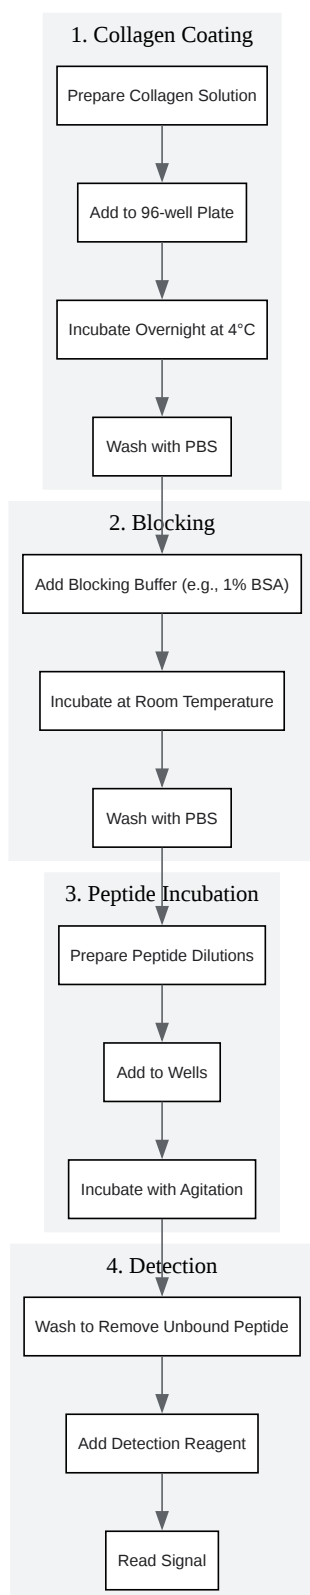 1. Collagen Coating
Prepare Collagen Solution
Add to 96-well Plate
Incubate Overnight at 4°C
Wash with PBS
2. Blocking
Add Blocking Buffer (e.g., 1% BSA)
Incubate at Room Temperature
Wash with PBS
3. Peptide Incubation
Prepare Peptide Dilutions
Add to Wells
Incubate with Agitation
4. Detection
Wash to Remove Unbound Peptide
Add Detection Reagent
Read Signal